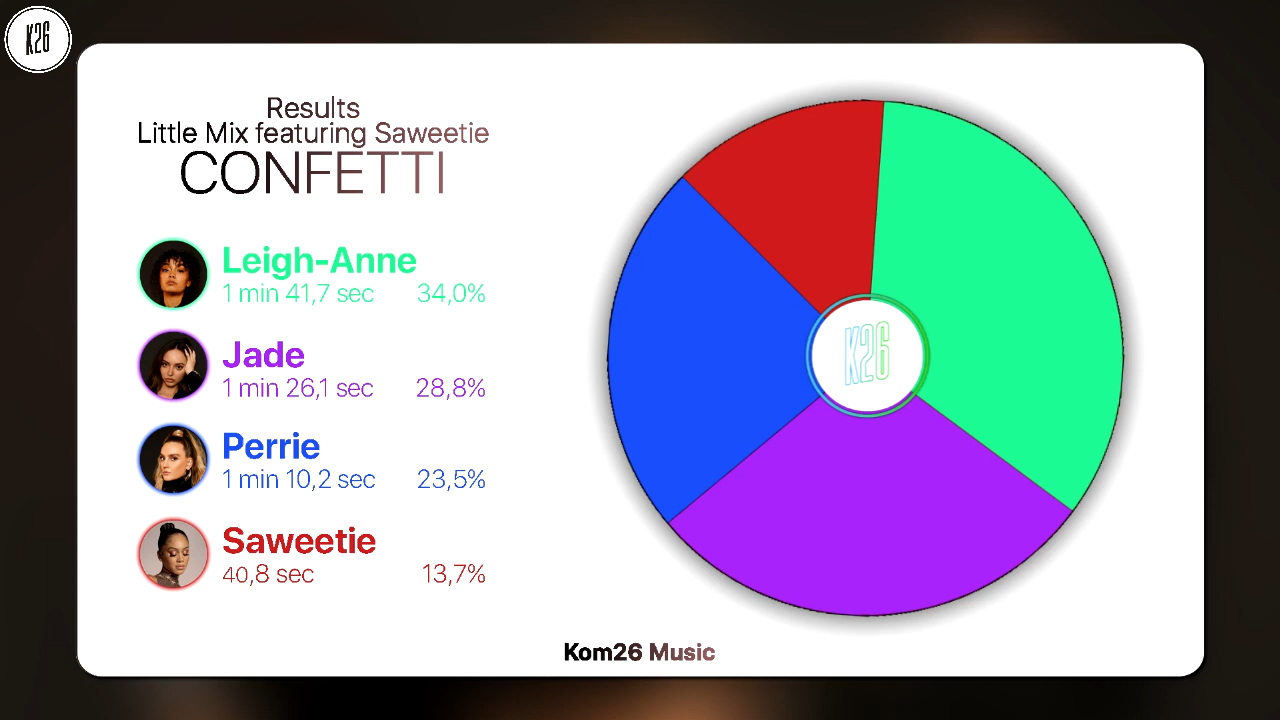 K26
Results
Little Mix featuring Saweetie
CONFETTI
Leigh-Anne
1 min 41,7 sec 34,0%
Jade
1 min 26,1 sec 28,8%
Perrie
1 min 10,2 sec 23,5%
Saweetie
40,8 sec 13,7%
K26
Kom26 Music